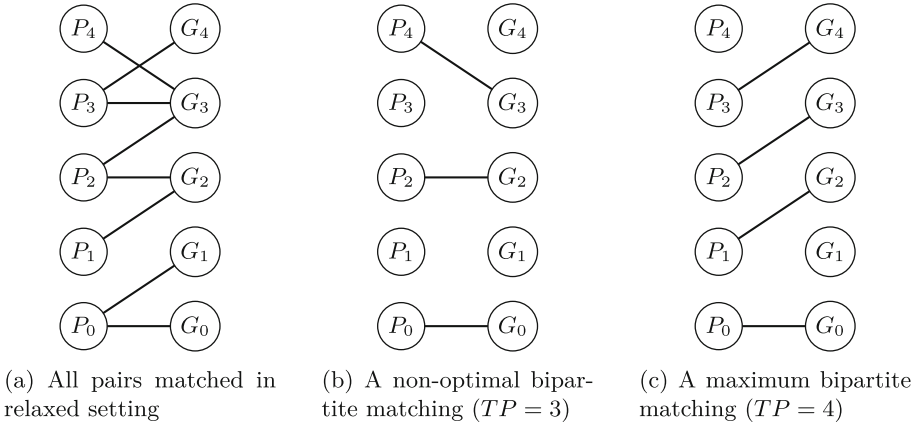 P₄ G₄ P₄ G₄ P₄ G₄
P₃ G₃ P₃ G₃ P₃ G₃
P₂ G₂ P₂ G₂ P₂ G₂
P₁ G₁ P₁ G₁ P₁ G₁
P₀ G₀ P₀ G₀ P₀ G₀
(a) All pairs matched in
relaxed setting
(b) A non-optimal bipar-
tite matching (TP = 3)
(c) A maximum bipartite
matching (TP = 4)